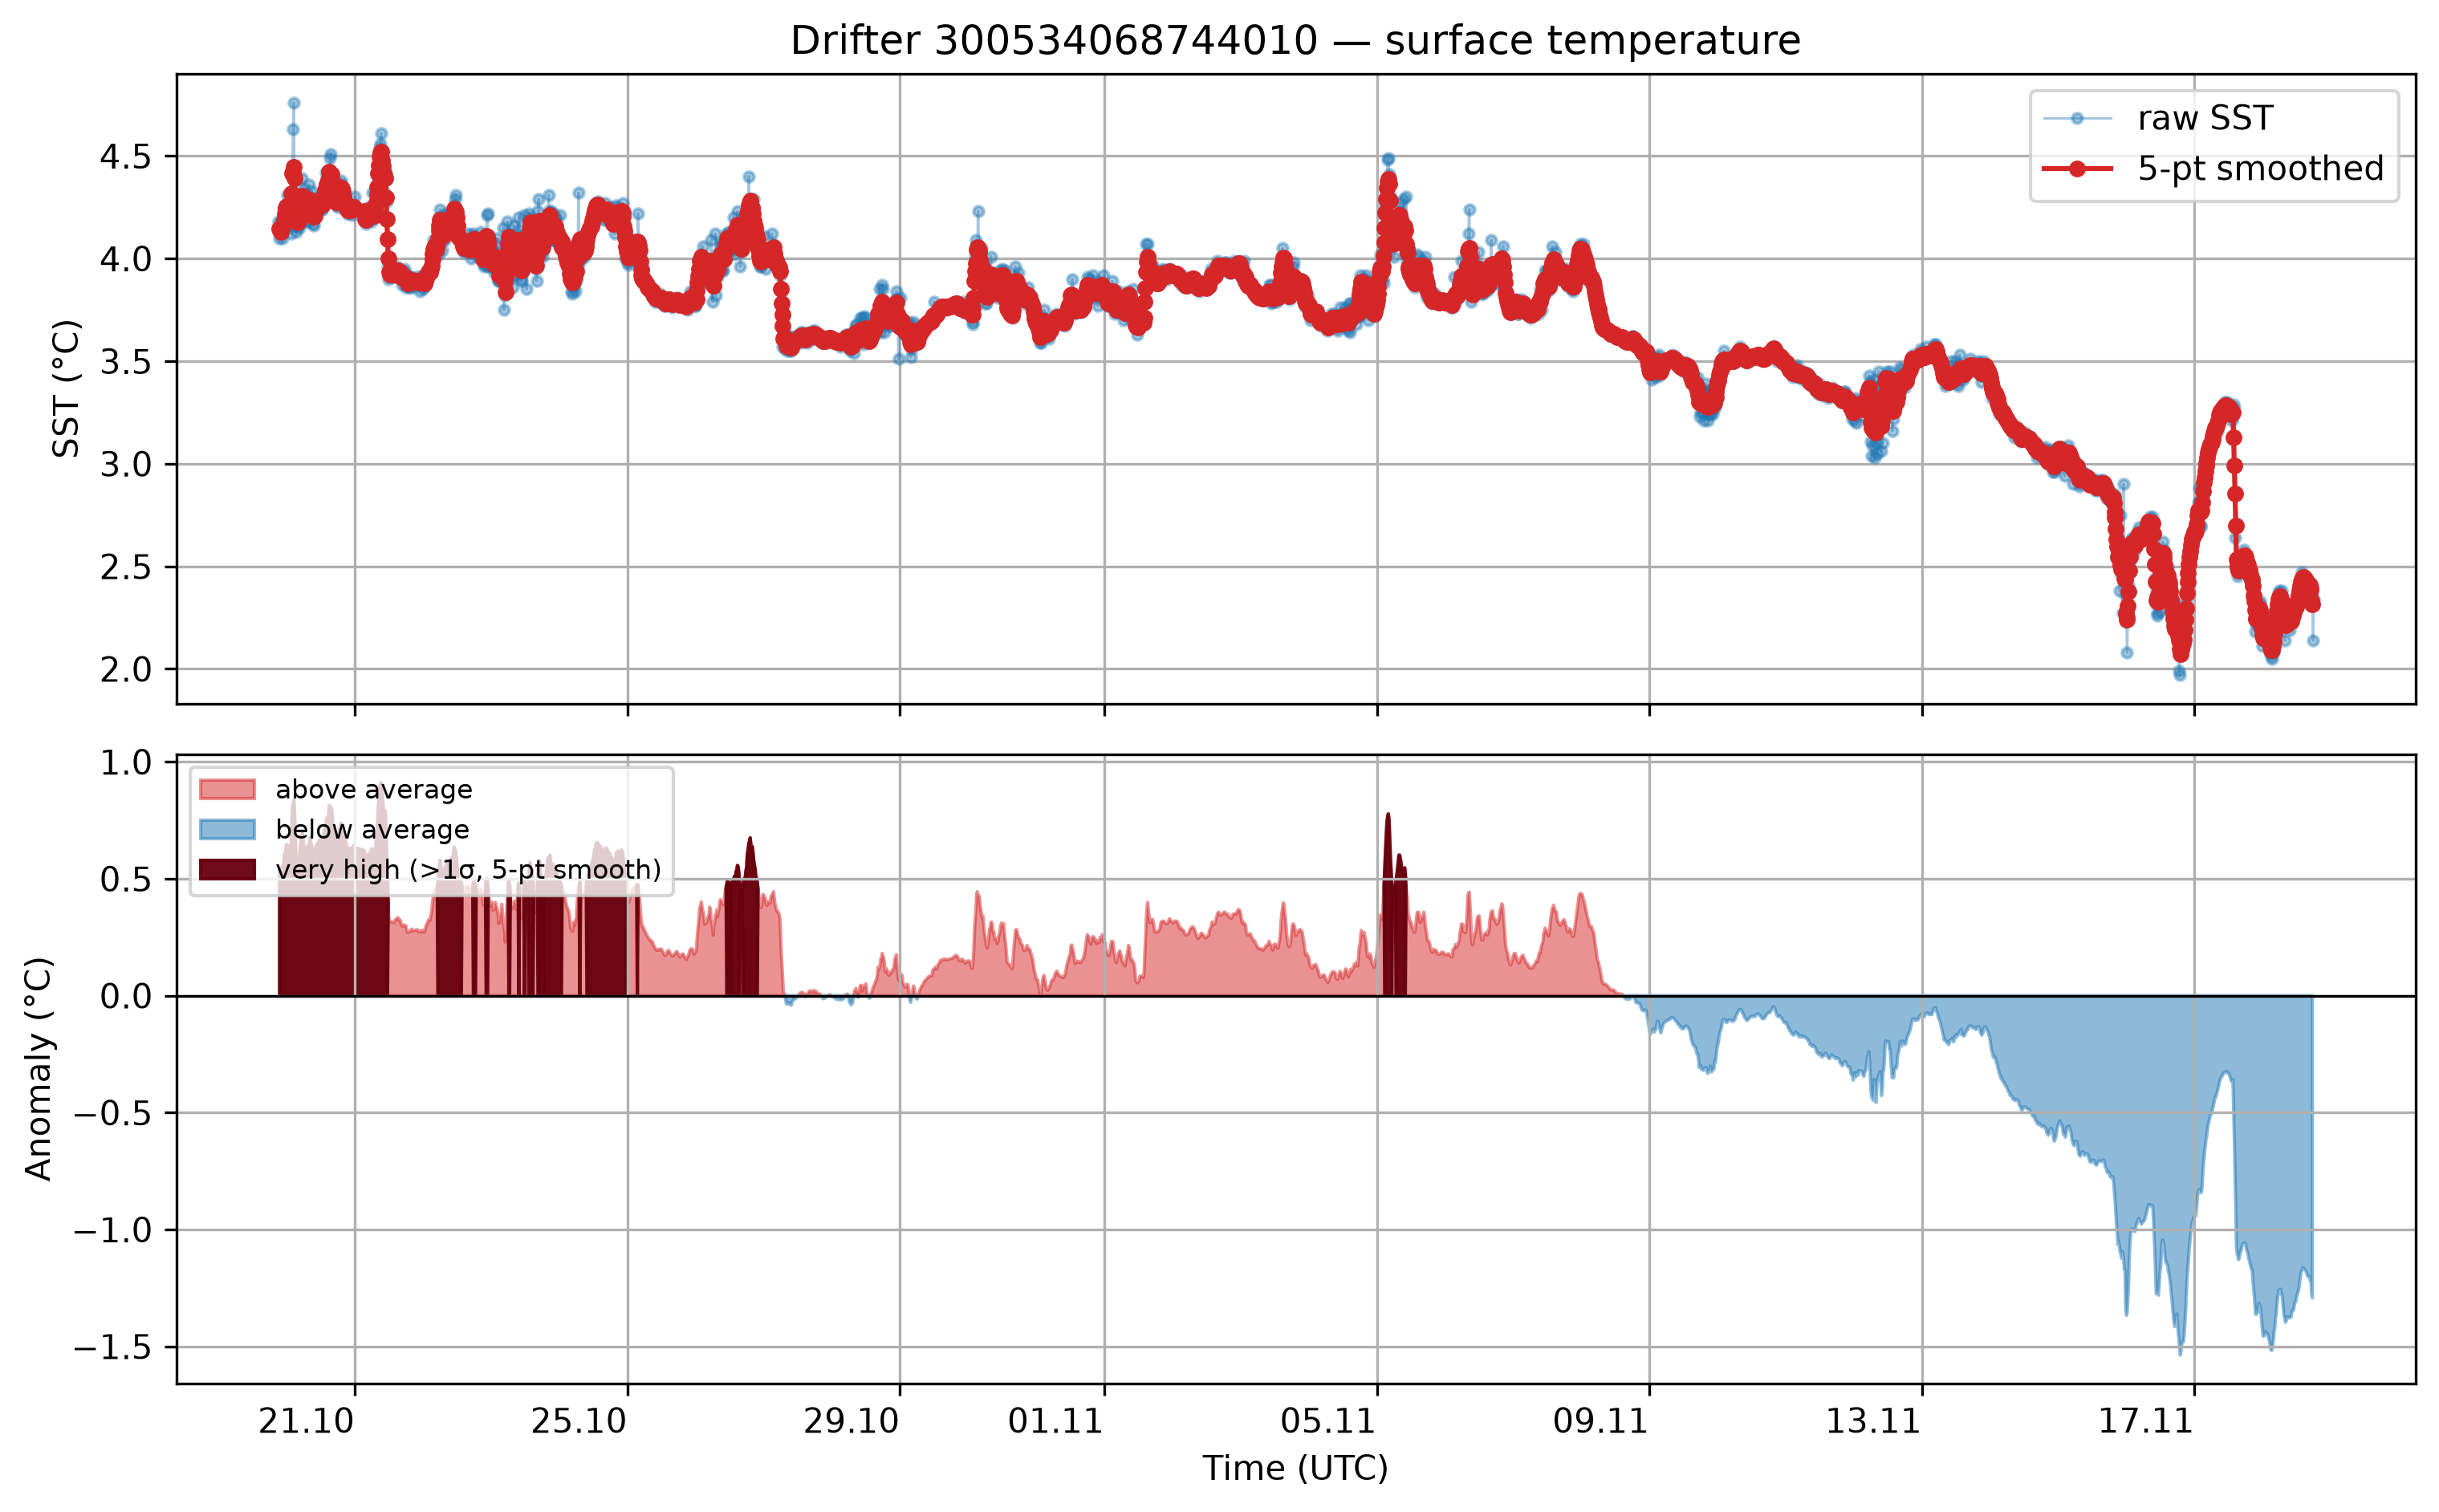 Drifter 300534068744010 — surface temperature
raw SST
5-pt smoothed
4.5
4.0
3.5
3.0
2.5
2.0
SST (°C)
above average
below average
very high (>1σ, 5-pt smooth)
1.0
0.5
0.0
−0.5
−1.0
−1.5
Anomaly (°C)
21.10 25.10 29.10 01.11 05.11 09.11 13.11 17.11
Time (UTC)